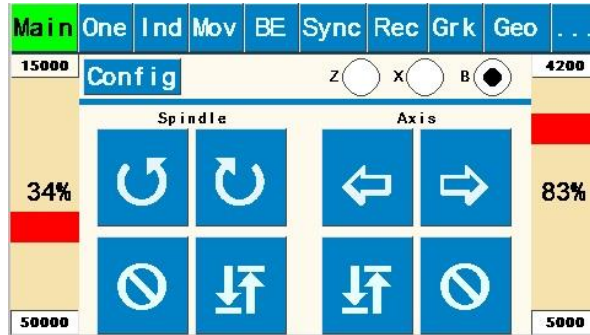 Main One Ind Mov BE Sync Rec Grk Geo ...
15000 Config Z X B 4200
Spindle Axis
34% 83%
50000 5000